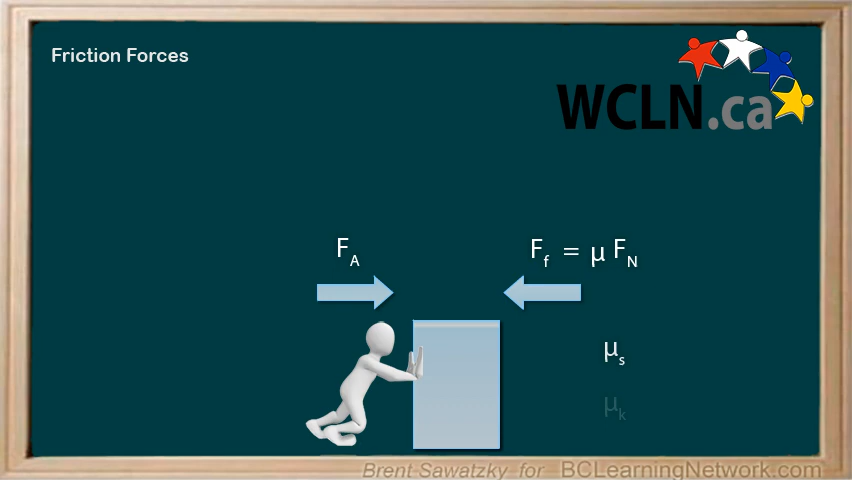 Friction Forces
WCLN.ca
F_A
F_f = μ F_N
μ_s
μ_k
Brent Sawatzky for BCLearningNetwork.com